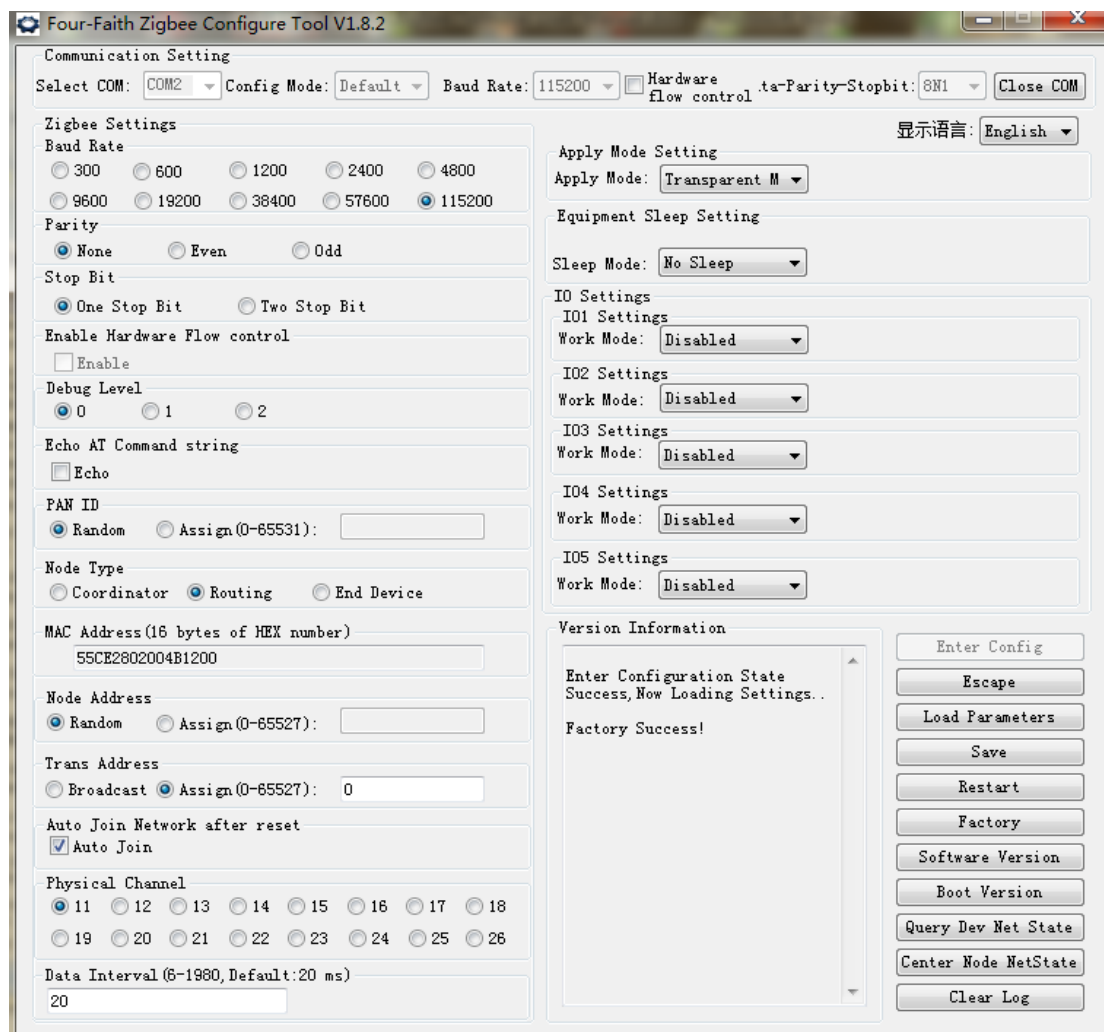 Four-Faith Zigbee Configure Tool V1.8.2
Communication Setting
Select COM: COM2 Config Mode: Default Baud Rate: 115200 Hardware flow control .ta-Parity-Stopbit: 8N1 Close COM
Zigbee Settings
显示语言: English
Baud Rate
300 600 1200 2400 4800
9600 19200 38400 57600 115200
Parity
None Even Odd
Stop Bit
One Stop Bit Two Stop Bit
Enable Hardware Flow control
Enable
Debug Level
0 1 2
Echo AT Command string
Echo
PAN ID
Random Assign(0-65531):
Node Type
Coordinator Routing End Device
MAC Address(16 bytes of HEX number)
55CE2802004B1200
Node Address
Random Assign(0-65527):
Trans Address
Broadcast Assign(0-65527): 0
Auto Join Network after reset
Auto Join
Physical Channel
11 12 13 14 15 16 17 18
19 20 21 22 23 24 25 26
Data Interval(6-1980,Default:20 ms)
20
Apply Mode Setting
Apply Mode: Transparent M
Equipment Sleep Setting
Sleep Mode: No Sleep
IO Settings
IO1 Settings
Work Mode: Disabled
IO2 Settings
Work Mode: Disabled
IO3 Settings
Work Mode: Disabled
IO4 Settings
Work Mode: Disabled
IO5 Settings
Work Mode: Disabled
Version Information
Enter Configuration State
Success,Now Loading Settings..
Factory Success!
Enter Config
Escape
Load Parameters
Save
Restart
Factory
Software Version
Boot Version
Query Dev Net State
Center Node NetState
Clear Log